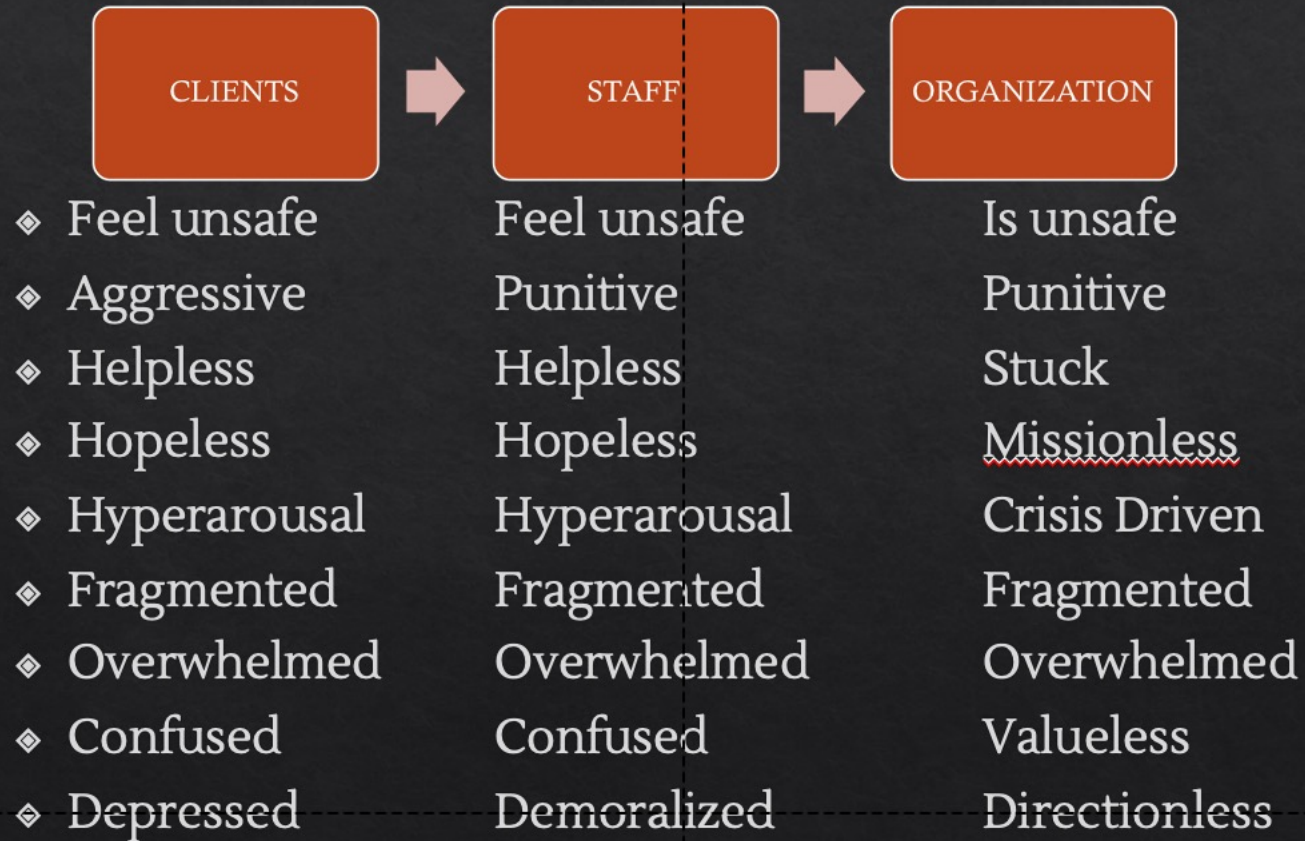 CLIENTS STAFF ORGANIZATION
Feel unsafe Feel unsafe Is unsafe
Aggressive Punitive Punitive
Helpless Helpless Stuck
Hopeless Hopeless Missionless
Hyperarousal Hyperarousal Crisis Driven
Fragmented Fragmented Fragmented
Overwhelmed Overwhelmed Overwhelmed
Confused Confused Valueless
Depressed Demoralized Directionless